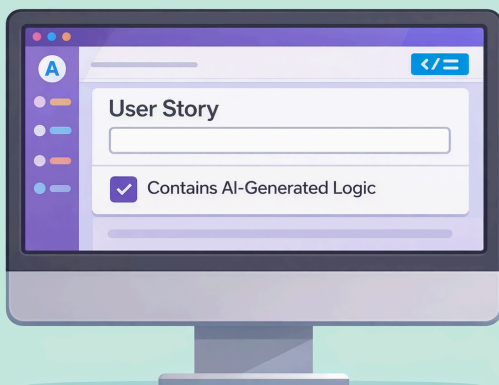 A
</=
User Story
Contains AI-Generated Logic